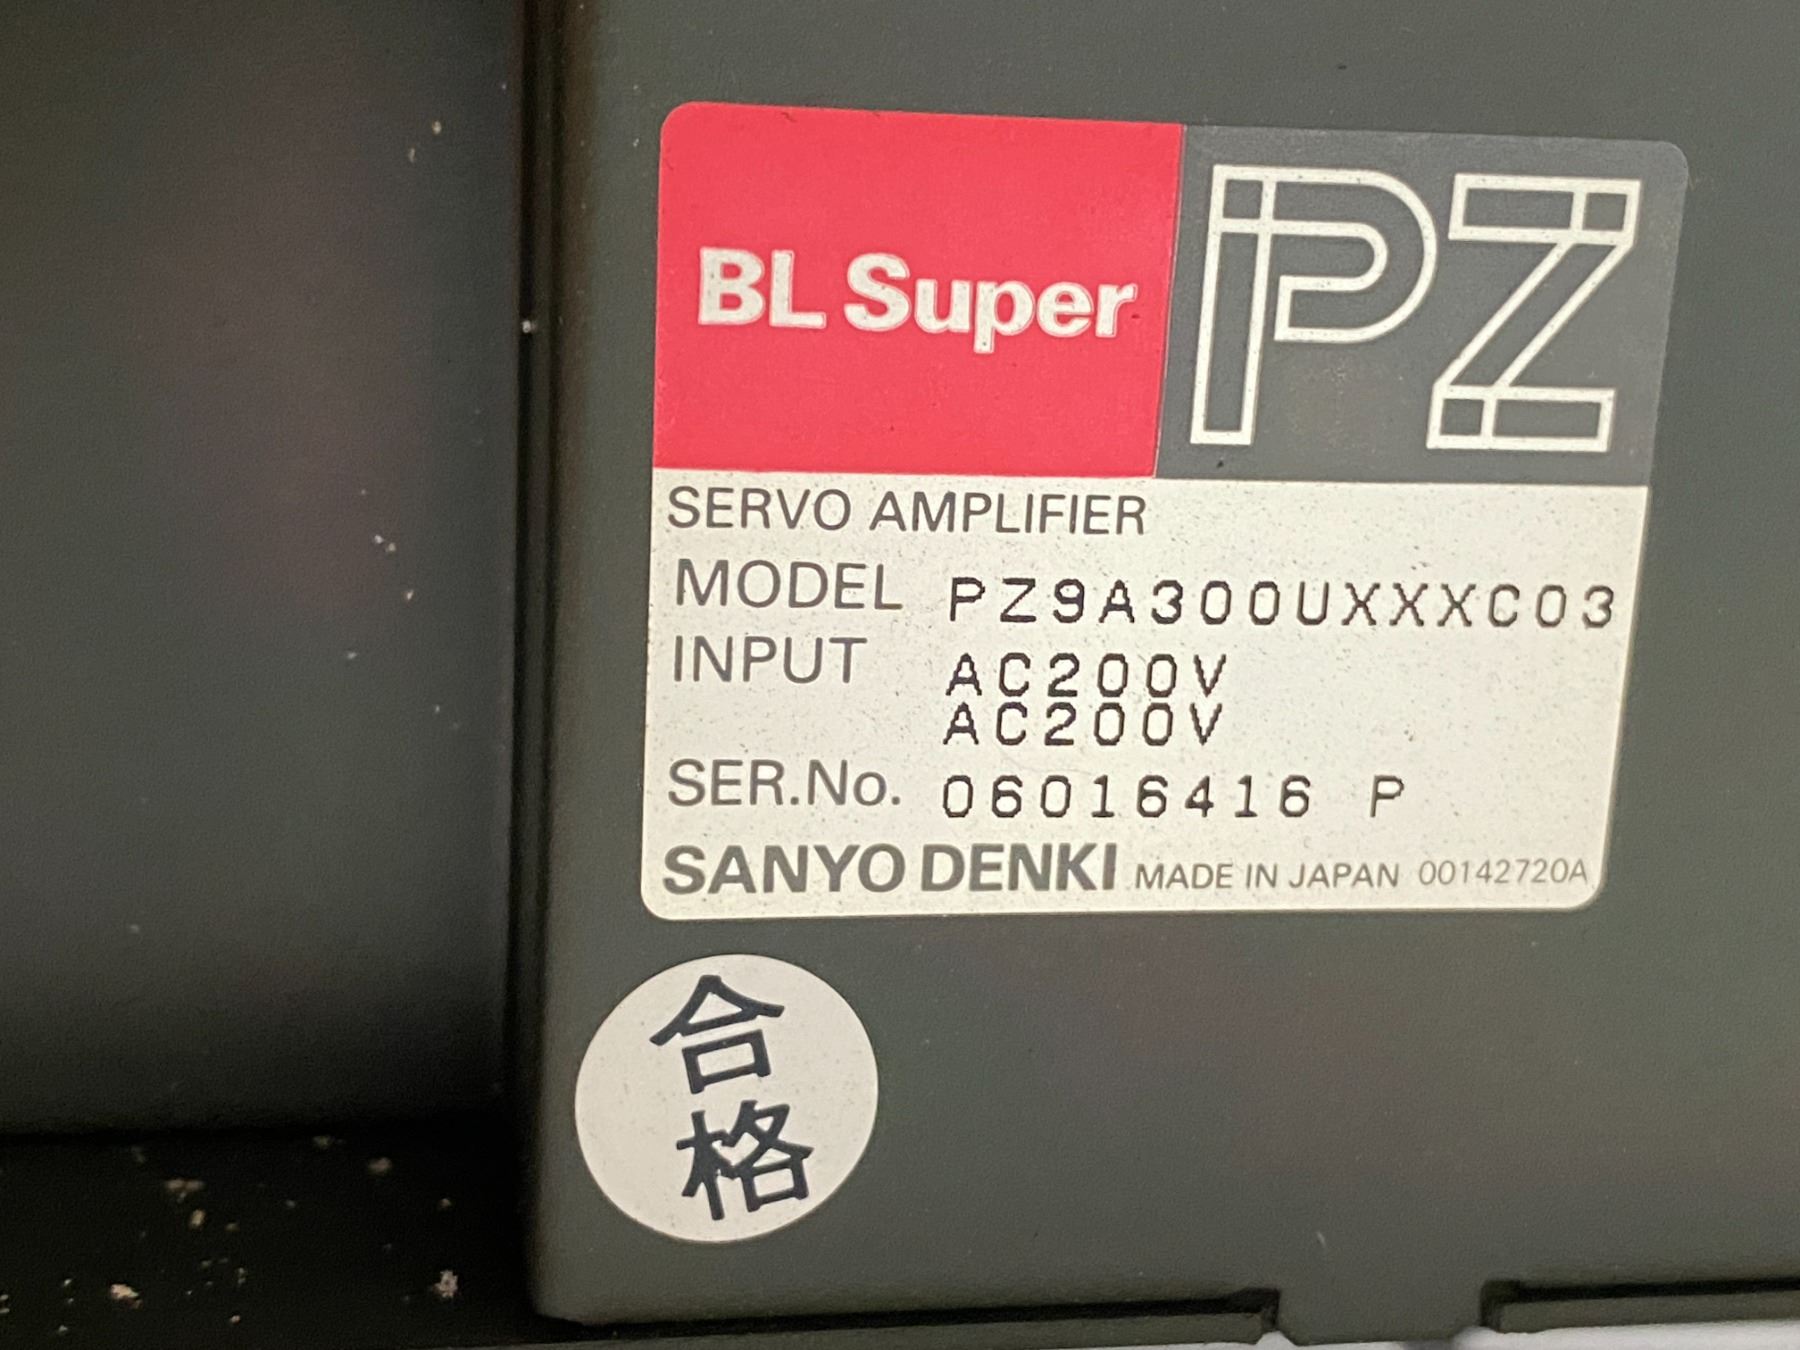 BL Super PZ
SERVO AMPLIFIER
MODEL PZ9A300UXXXC03
INPUT AC200V
AC200V
SER.No. 06016416 P
SANYO DENKI MADE IN JAPAN 00142720A
合
格